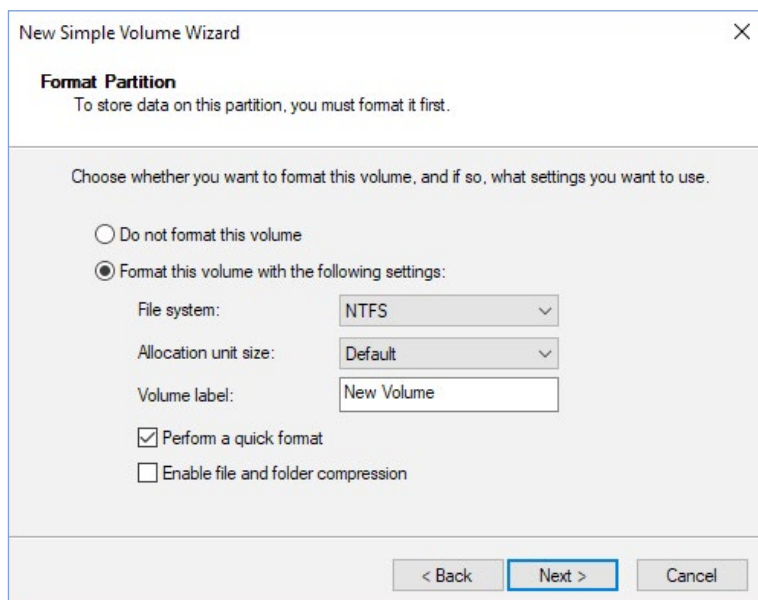 New Simple Volume Wizard
Format Partition
To store data on this partition, you must format it first.
Choose whether you want to format this volume, and if so, what settings you want to use.
Do not format this volume
Format this volume with the following settings:
File system: NTFS
Allocation unit size: Default
Volume label: New Volume
Perform a quick format
Enable file and folder compression
< Back Next > Cancel